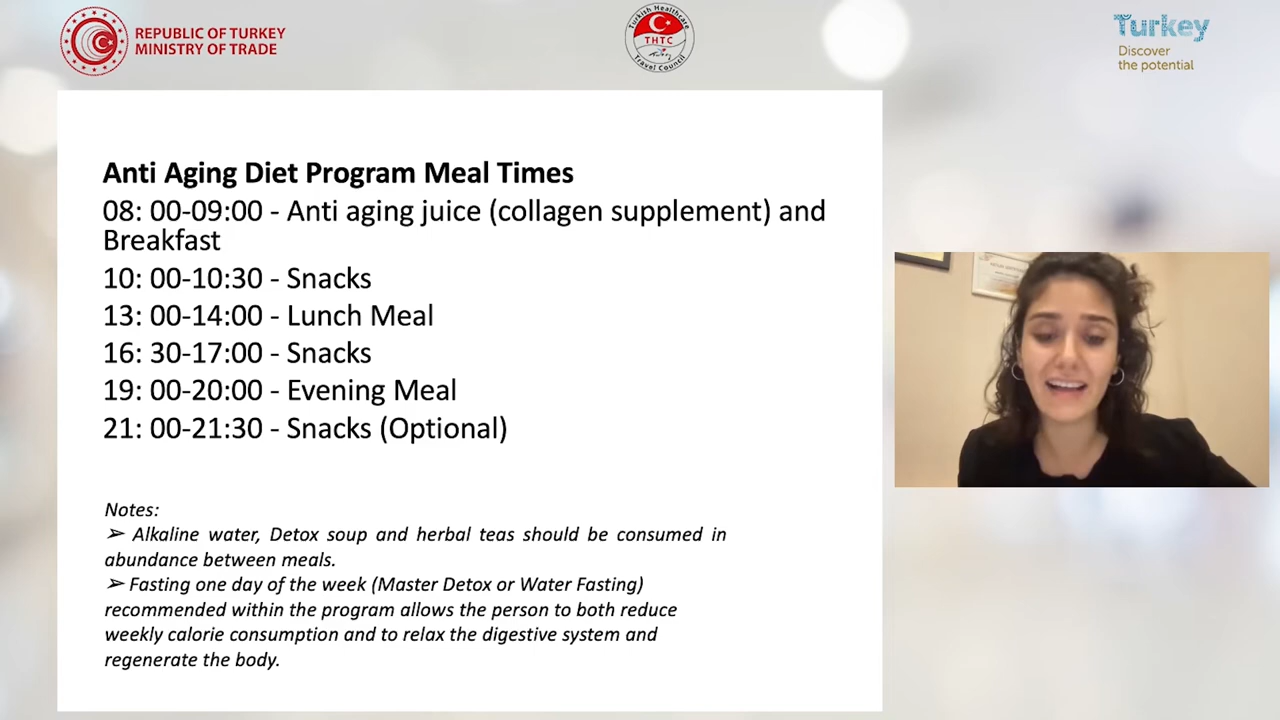 REPUBLIC OF TURKEY
MINISTRY OF TRADE
Turkish Healthcare
THTC
Travel Council
Turkey
Discover
the potential
Anti Aging Diet Program Meal Times
08: 00-09:00 - Anti aging juice (collagen supplement) and
Breakfast
10: 00-10:30 - Snacks
13: 00-14:00 - Lunch Meal
16: 30-17:00 - Snacks
19: 00-20:00 - Evening Meal
21: 00-21:30 - Snacks (Optional)
Notes:
➢ Alkaline water, Detox soup and herbal teas should be consumed in
abundance between meals.
➢ Fasting one day of the week (Master Detox or Water Fasting)
recommended within the program allows the person to both reduce
weekly calorie consumption and to relax the digestive system and
regenerate the body.